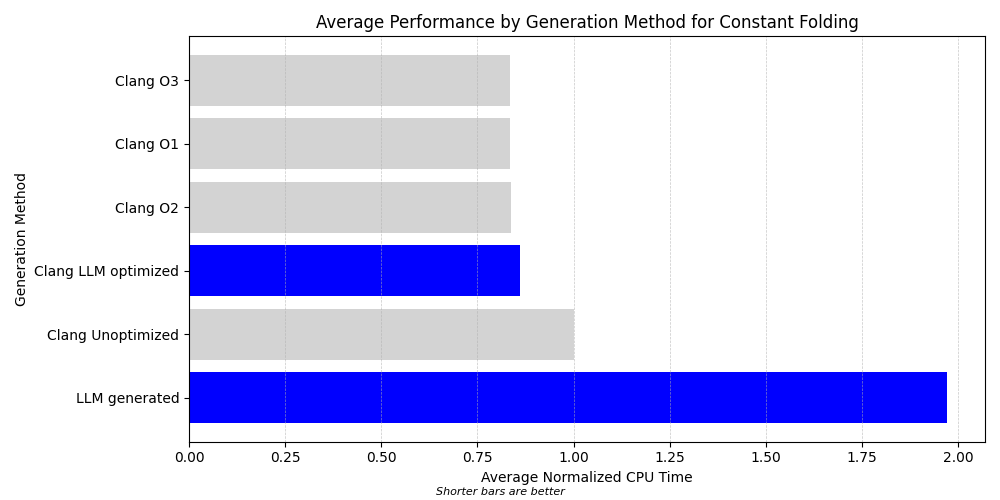 Average Performance by Generation Method for Constant Folding
Generation Method
Clang O3
Clang O1
Clang O2
Clang LLM optimized
Clang Unoptimized
LLM generated
0.00 0.25 0.50 0.75 1.00 1.25 1.50 1.75 2.00
Average Normalized CPU Time
Shorter bars are better